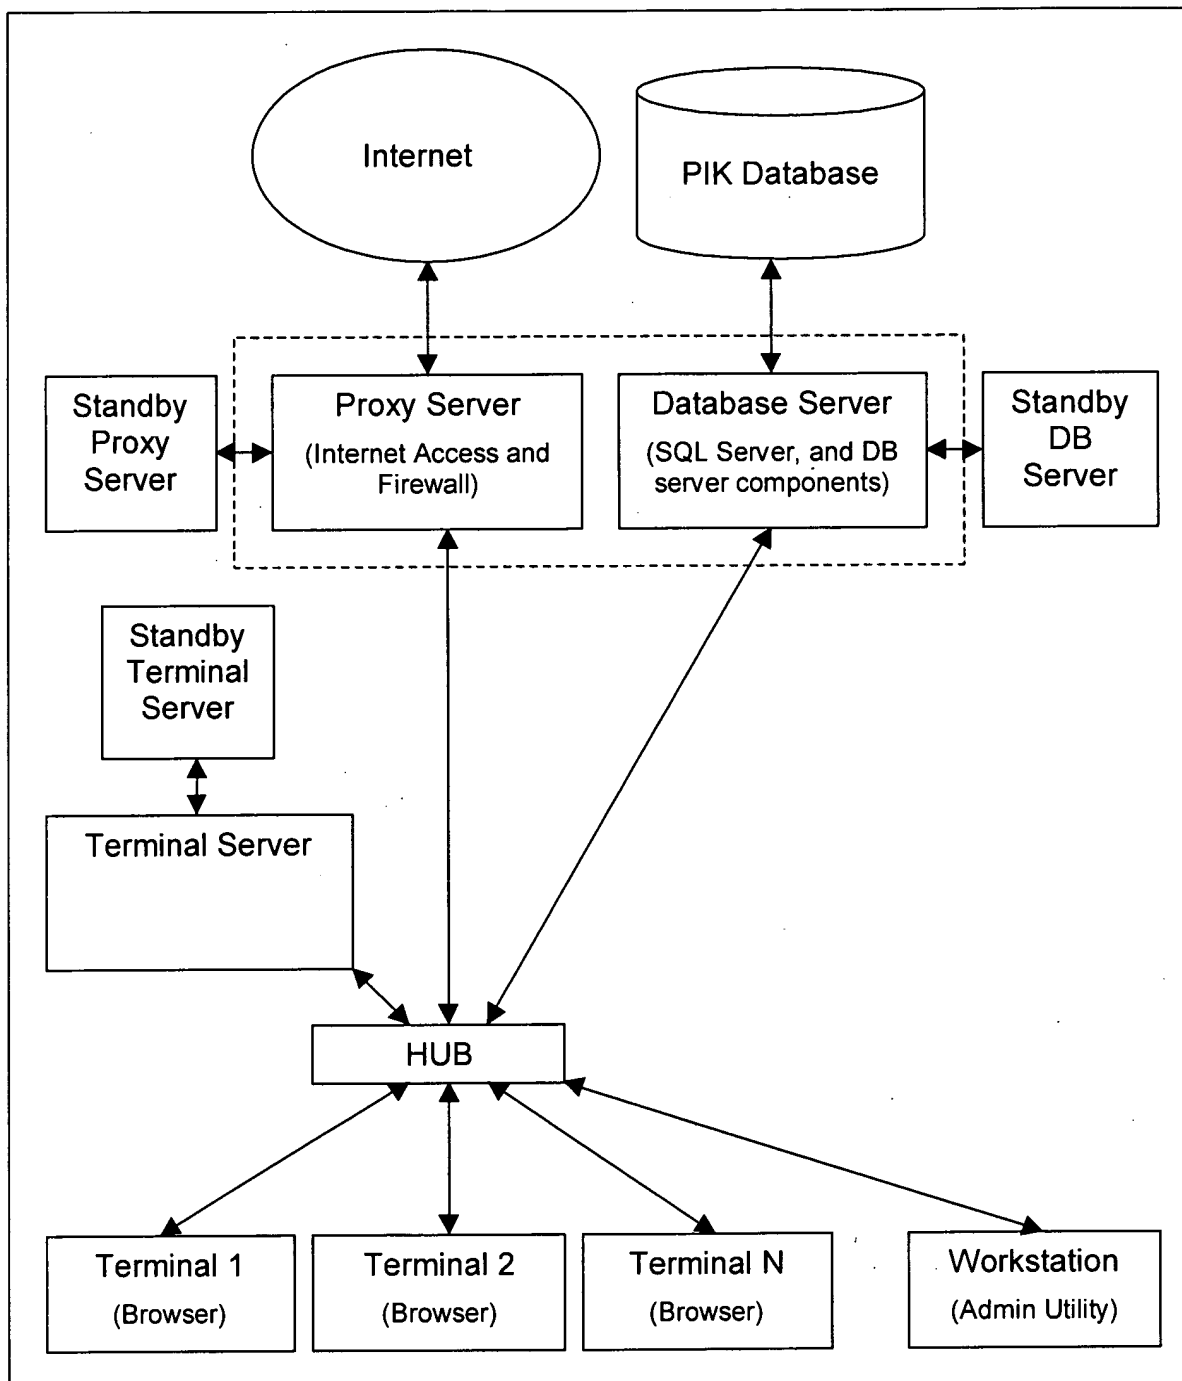 Internet
PIK Database
Standby
Proxy
Server
Proxy Server
(Internet Access and
Firewall)
Database Server
(SQL Server, and DB
server components)
Standby
DB
Server
Standby
Terminal
Server
Terminal Server
HUB
Terminal 1
(Browser)
Terminal 2
(Browser)
Terminal N
(Browser)
Workstation
(Admin Utility)